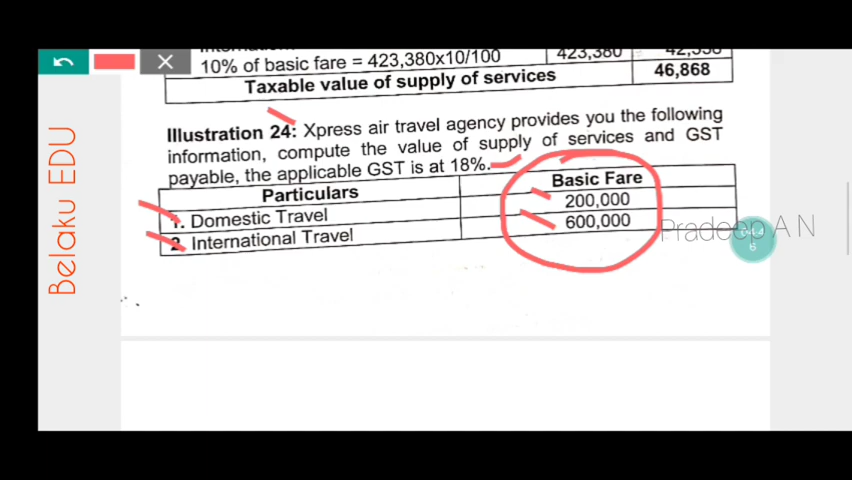 10% of basic fare = 423,380x10/100
423,380
Taxable value of supply of services
46,868
Illustration 24: Xpress air travel agency provides you the following
information, compute the value of supply of services and GST
payable, the applicable GST is at 18%.
Particulars
Basic Fare
1. Domestic Travel
200,000
2. International Travel
600,000
Belaku EDU
Pradeep A N